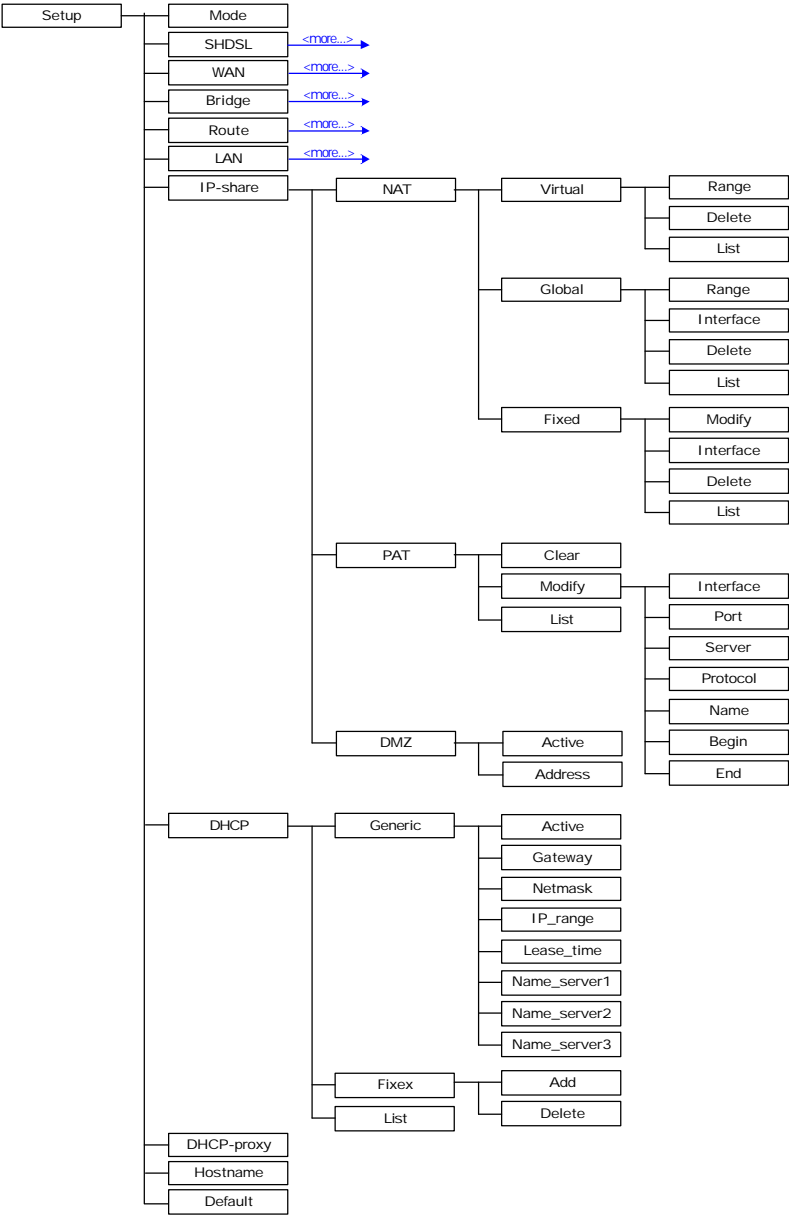 Setup
Mode
SHDSL <more...>
WAN <more...>
Bridge <more...>
Route <more...>
LAN <more...>
IP-share NAT Virtual Range
Delete
List
Global Range
Interface
Delete
List
Fixed Modify
Interface
Delete
List
PAT Clear
Modify Interface
List Port
Server
Protocol
Name
DMZ Active Begin
Address End
DHCP Generic Active
Gateway
Netmask
IP_range
Lease_time
Name_server1
Name_server2
Name_server3
Fixex Add
List Delete
DHCP-proxy
Hostname
Default